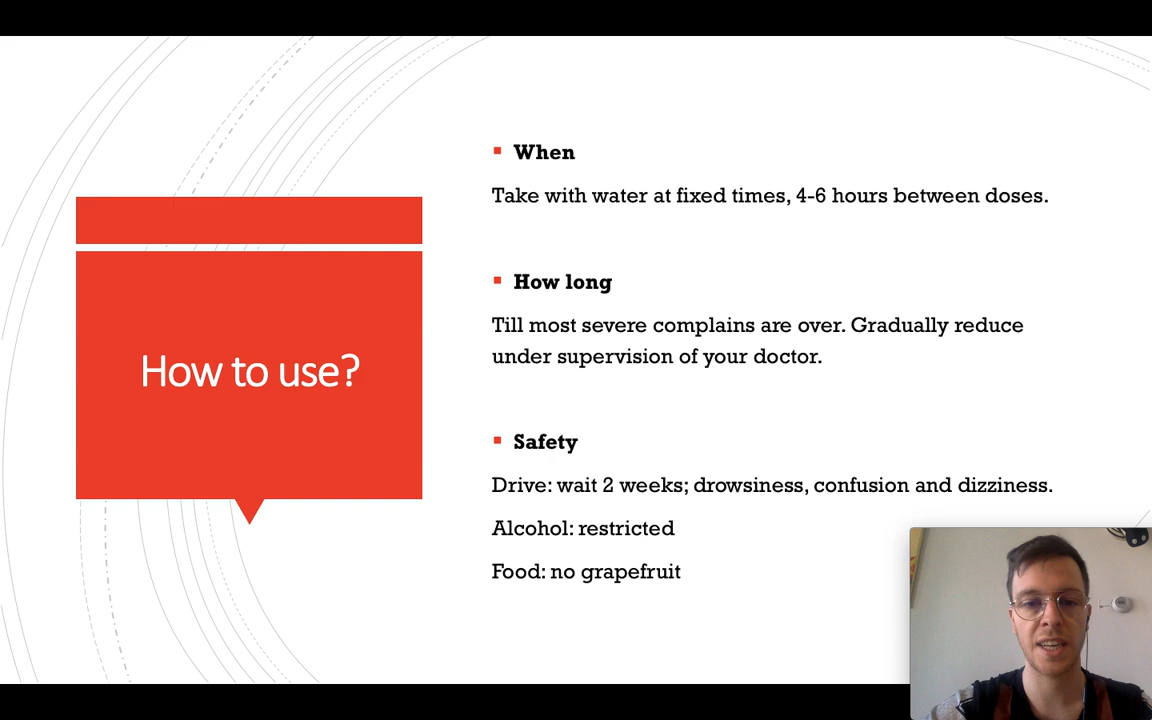 How to use?
When
Take with water at fixed times, 4-6 hours between doses.
How long
Till most severe complains are over. Gradually reduce
under supervision of your doctor.
Safety
Drive: wait 2 weeks; drowsiness, confusion and dizziness.
Alcohol: restricted
Food: no grapefruit